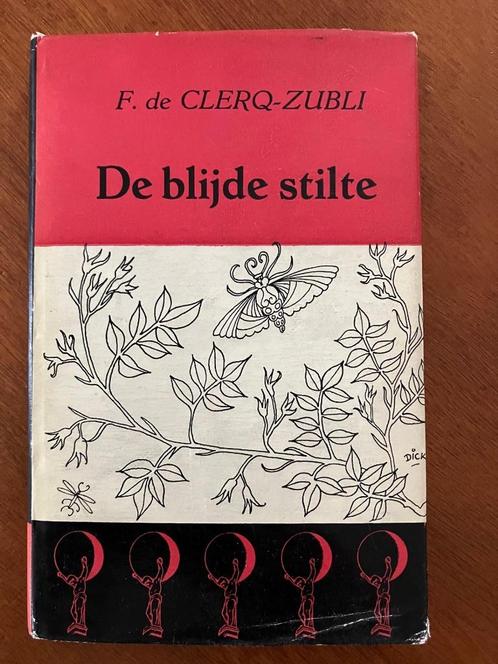 F. de CLERQ-ZUBLI
De blijde stilte
DICK